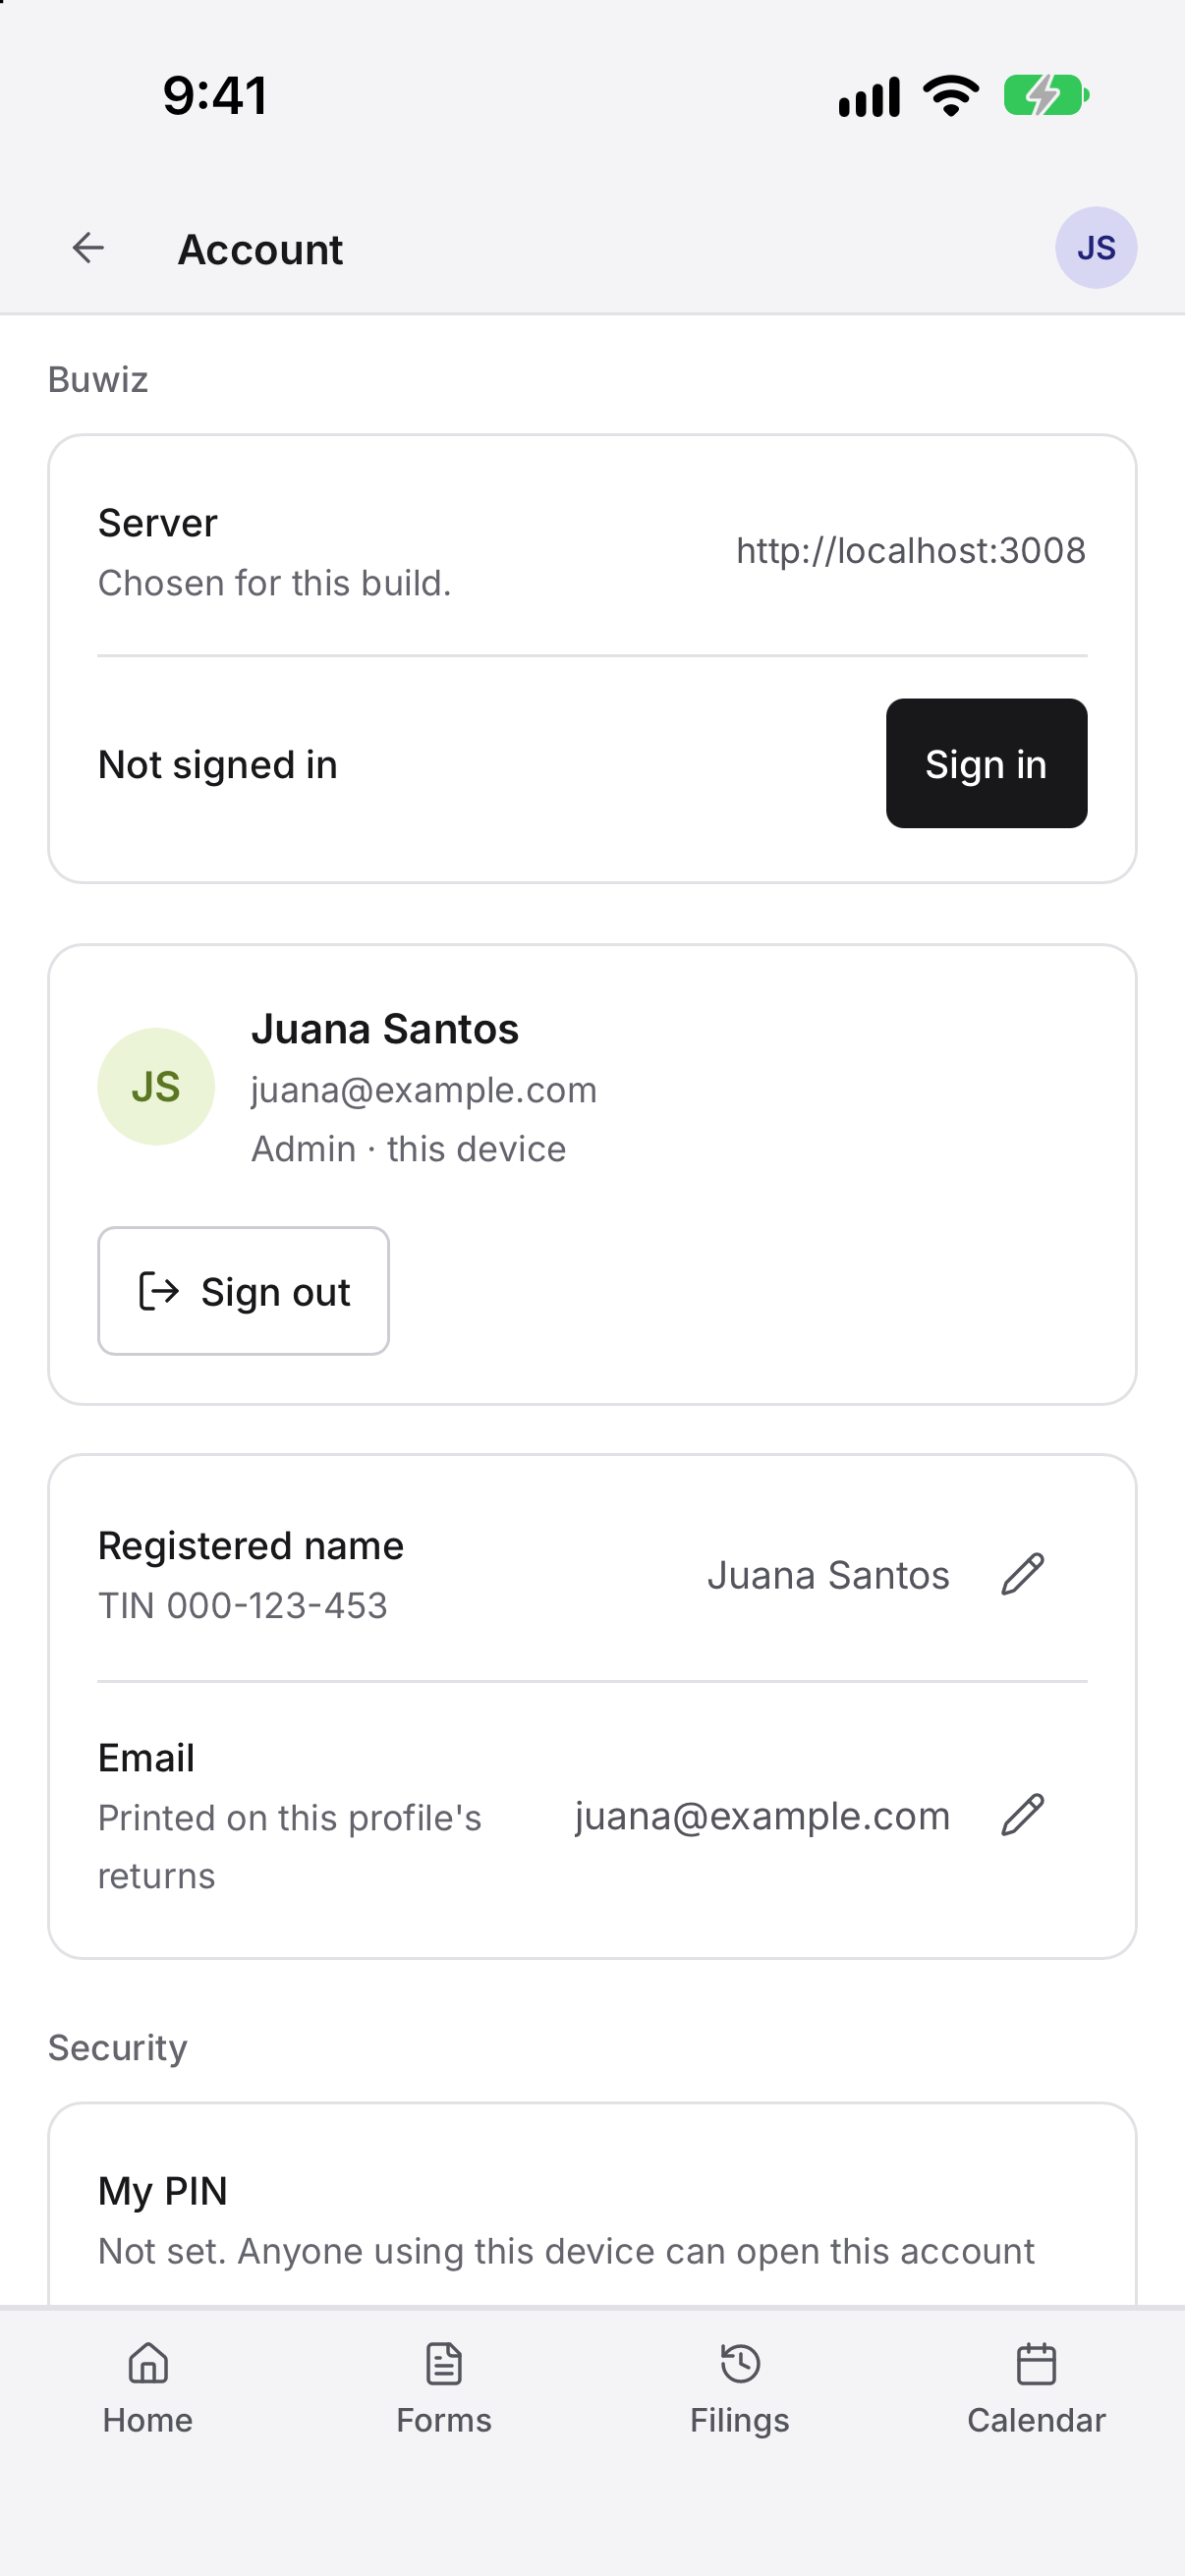 9:41
Account
JS
Buwiz
Server
Chosen for this build.
http://localhost:3008
Not signed in
Sign in
JS
Juana Santos
juana@example.com
Admin · this device
Sign out
Registered name
TIN 000-123-453
Juana Santos
Email
Printed on this profile's
returns
juana@example.com
Security
My PIN
Not set. Anyone using this device can open this account
Home
Forms
Filings
Calendar